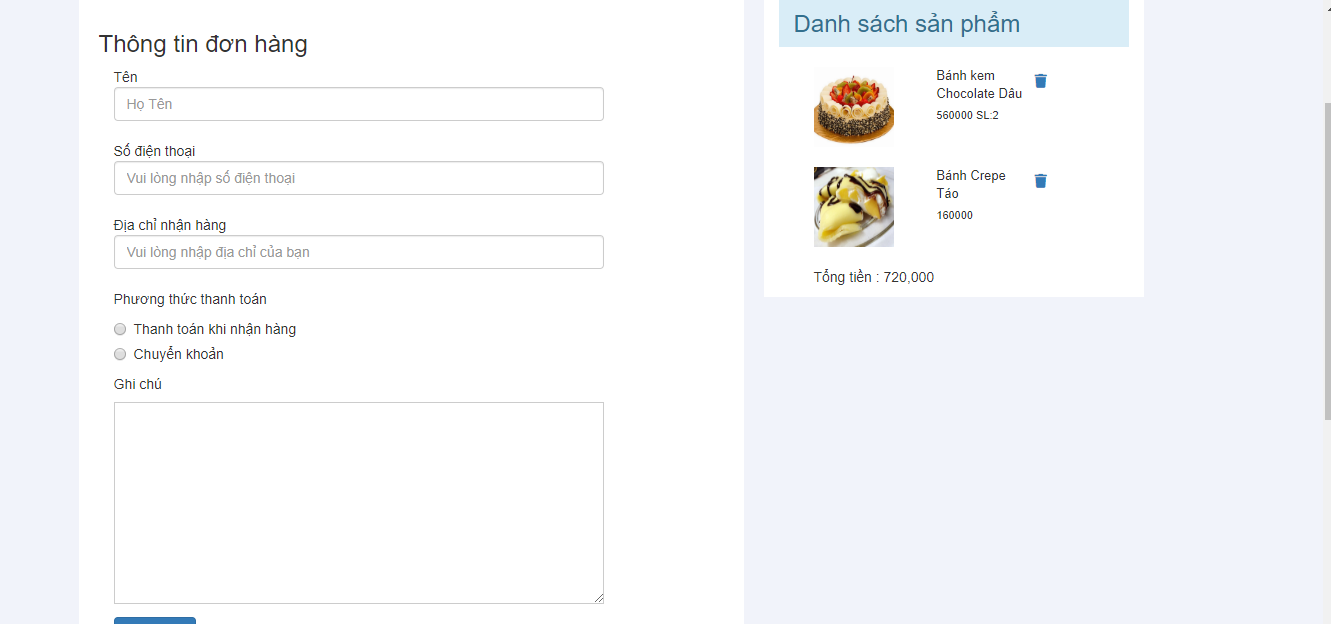 Thông tin đơn hàng
Tên
Họ Tên
Số điện thoại
Vui lòng nhập số điện thoại
Địa chỉ nhận hàng
Vui lòng nhập địa chỉ của bạn
Phương thức thanh toán
Thanh toán khi nhận hàng
Chuyển khoản
Ghi chú
Danh sách sản phẩm
Bánh kem
Chocolate Dâu
560000 SL:2
Bánh Crepe
Táo
160000
Tổng tiền : 720,000